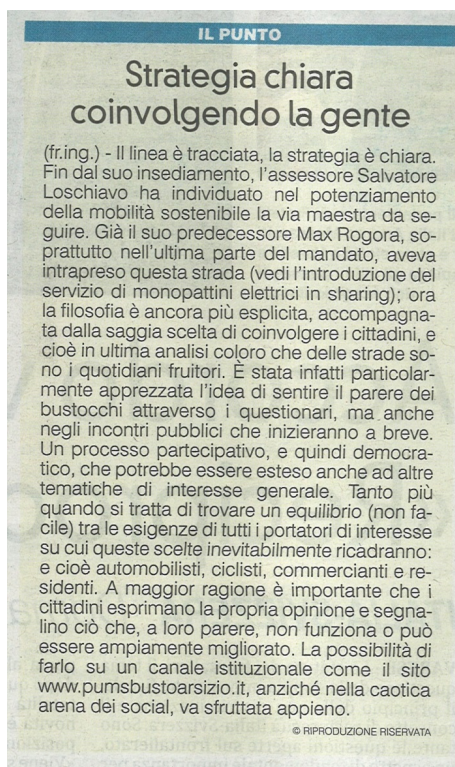 IL PUNTO
Strategia chiara
coinvolgendo la gente
(fr.ing.) - Il linea è tracciata, la strategia è chiara.
Fin dal suo insediamento, l'assessore Salvatore
Loschiavo ha individuato nel potenziamento
della mobilità sostenibile la via maestra da se-
guire. Già il suo predecessore Max Rogora, so-
prattutto nell'ultima parte del mandato, aveva
intrapreso questa strada (vedi l'introduzione del
servizio di monopattini elettrici in sharing); ora
la filosofia è ancora più esplicita, accompagna-
ta dalla saggia scelta di coinvolgere i cittadini, e
cioè in ultima analisi coloro che delle strade so-
no i quotidiani fruitori. È stata infatti particolar-
mente apprezzata l'idea di sentire il parere dei
bustocchi attraverso i questionari, ma anche
negli incontri pubblici che inizieranno a breve.
Un processo partecipativo, e quindi democra-
tico, che potrebbe essere esteso anche ad altre
tematiche di interesse generale. Tanto più
quando si tratta di trovare un equilibrio (non fa-
cile) tra le esigenze di tutti i portatori di interesse
su cui queste scelte inevitabilmente ricadranno:
e cioè automobilisti, ciclisti, commercianti e re-
sidenti. A maggior ragione è importante che i
cittadini esprimano la propria opinione e segna-
lino ciò che, a loro parere, non funziona o può
essere ampiamente migliorato. La possibilità di
farlo su un canale istituzionale come il sito
www.pumsbustoarsizio.it, anziché nella caotica
arena dei social, va sfruttata appieno.
© RIPRODUZIONE RISERVATA